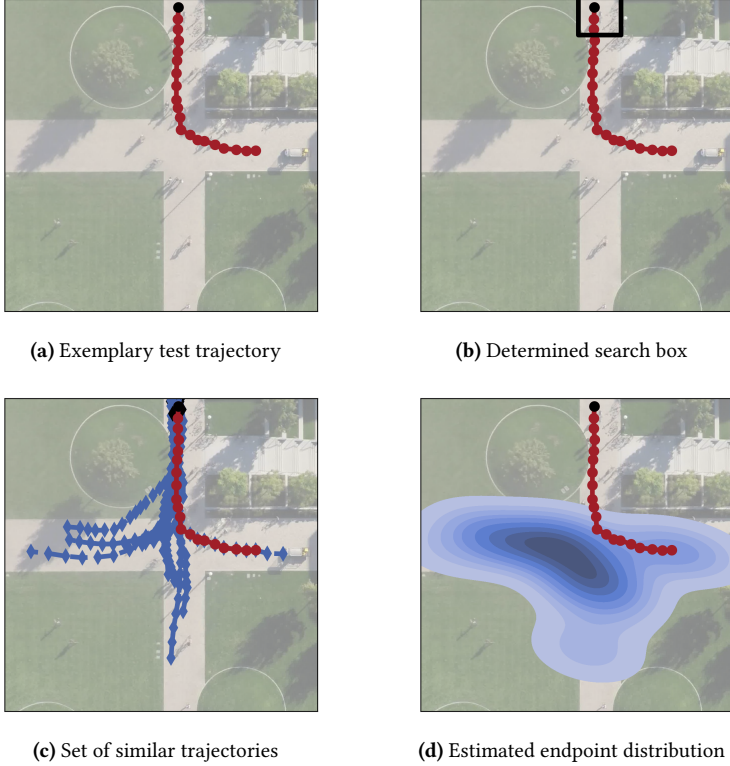 (a) Exemplary test trajectory
(b) Determined search box
(c) Set of similar trajectories
(d) Estimated endpoint distribution